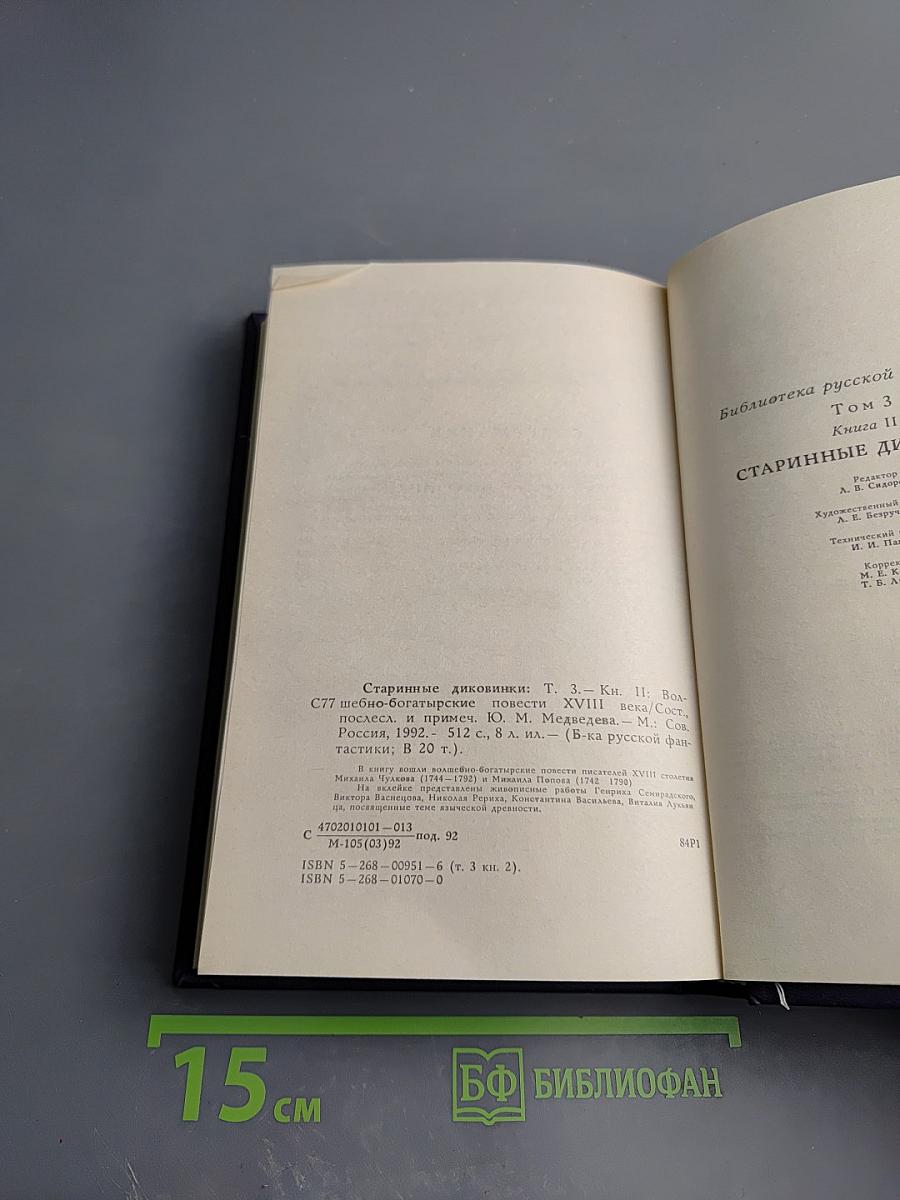 Старинные диковинки: Т. 3.— Кн. II: Вол-
С77 шебно-богатырские повести XVIII века/Сост.,
послесл. и примеч. Ю. М. Медведева.— М.: Сов.
Россия, 1992.- 512 с., 8 л. ил.— (Б-ка русской фан-
тастики; В 20 т.).
В книгу вошли волшебно-богатырские повести писателей XVIII столетия
Михаила Чулкова (1744—1792) и Михаила Попова (1742 1790)
На вклейке представлены живописные работы Генриха Семирадского,
Виктора Васнецова, Николая Рериха, Константина Васильева, Виталия Лукьян
ца, посвященные теме языческой древности.
С 4702010101—013 под. 92
М-105(03)92
84Р1
ISBN 5—268—00951—6 (т. 3 кн. 2).
ISBN 5—268—01070—0
Библиотека русской
Том 3
Книга II
СТАРИННЫЕ ДИ
Редактор
Л. В. Сидор
Художественный
Л. Е. Безруч
Технический
И. И. Па
Коррек
М. Е. К
Т. Б. Л
15 см
БФ БИБЛИОФАН